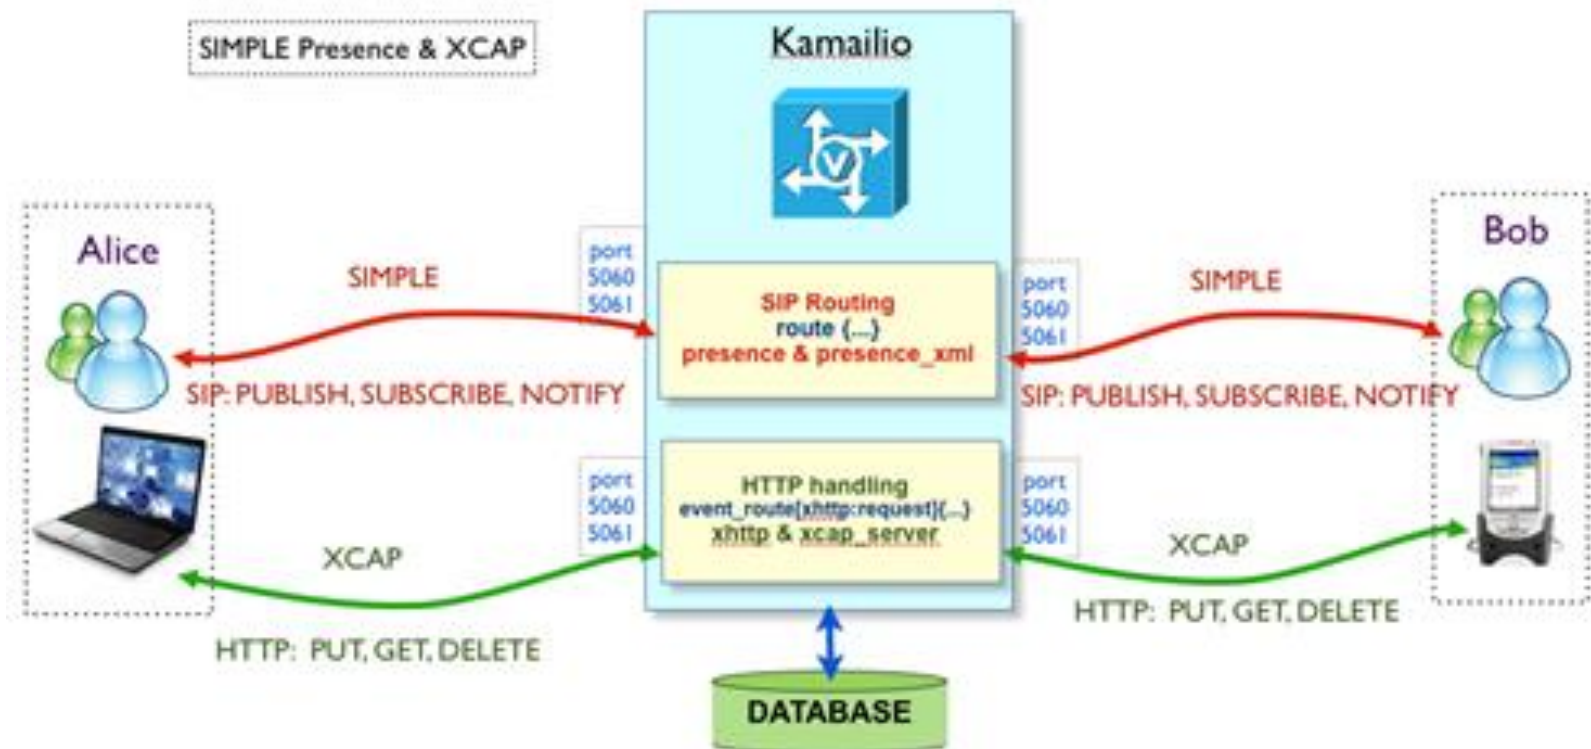 SIMPLE Presence & XCAP
Kamailio
V
Alice
SIMPLE
port
5060
5061
SIP Routing
route {...}
presence & presence_xml
port
5060
5061
SIMPLE
Bob
SIP: PUBLISH, SUBSCRIBE, NOTIFY
SIP: PUBLISH, SUBSCRIBE, NOTIFY
port
5060
5061
HTTP handling
event_route[xhttp:request]{...}
xhttp & xcap_server
port
5060
5061
XCAP
XCAP
HTTP: PUT, GET, DELETE
HTTP: PUT, GET, DELETE
DATABASE